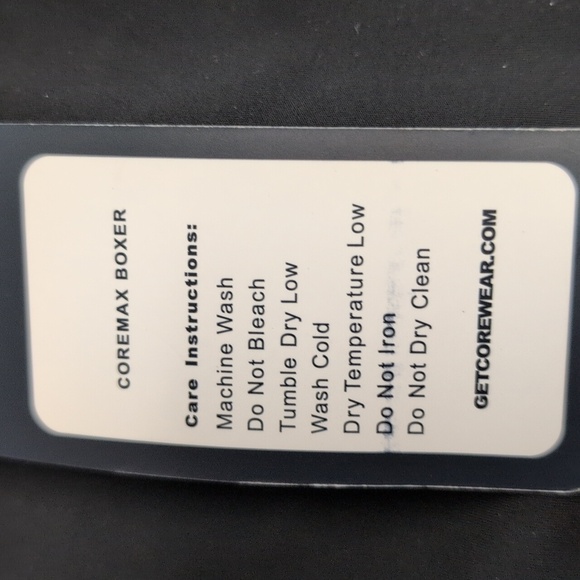 COREMAX BOXER
Care Instructions:
Machine Wash
Do Not Bleach
Tumble Dry Low
Wash Cold
Dry Temperature Low
Do Not Iron
Do Not Dry Clean
GETCOREWEAR.COM